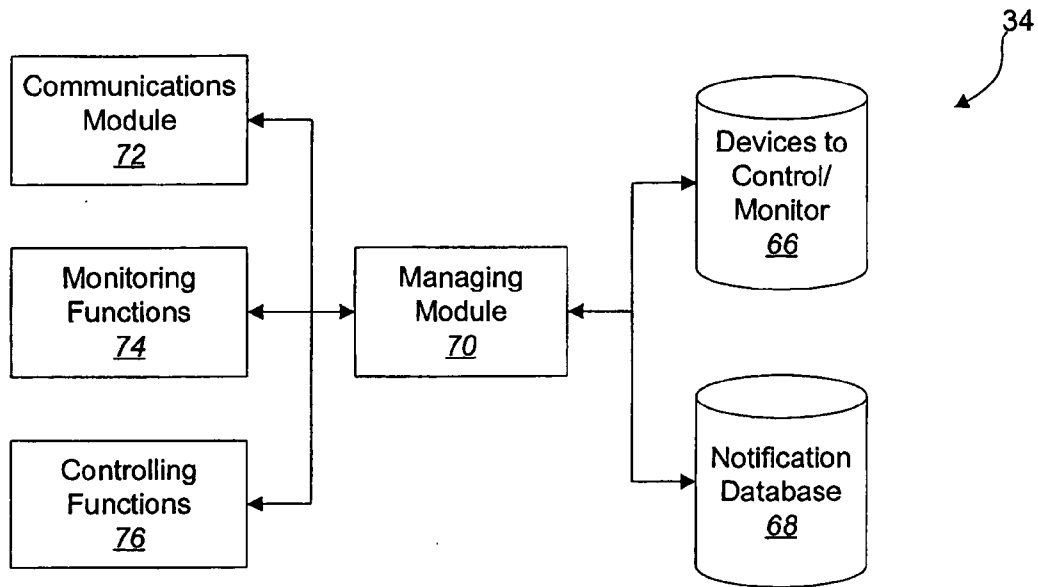 34
Communications
Module
72
Devices to
Control/
Monitor
66
Monitoring
Functions
74
Managing
Module
70
Controlling
Functions
76
Notification
Database
68